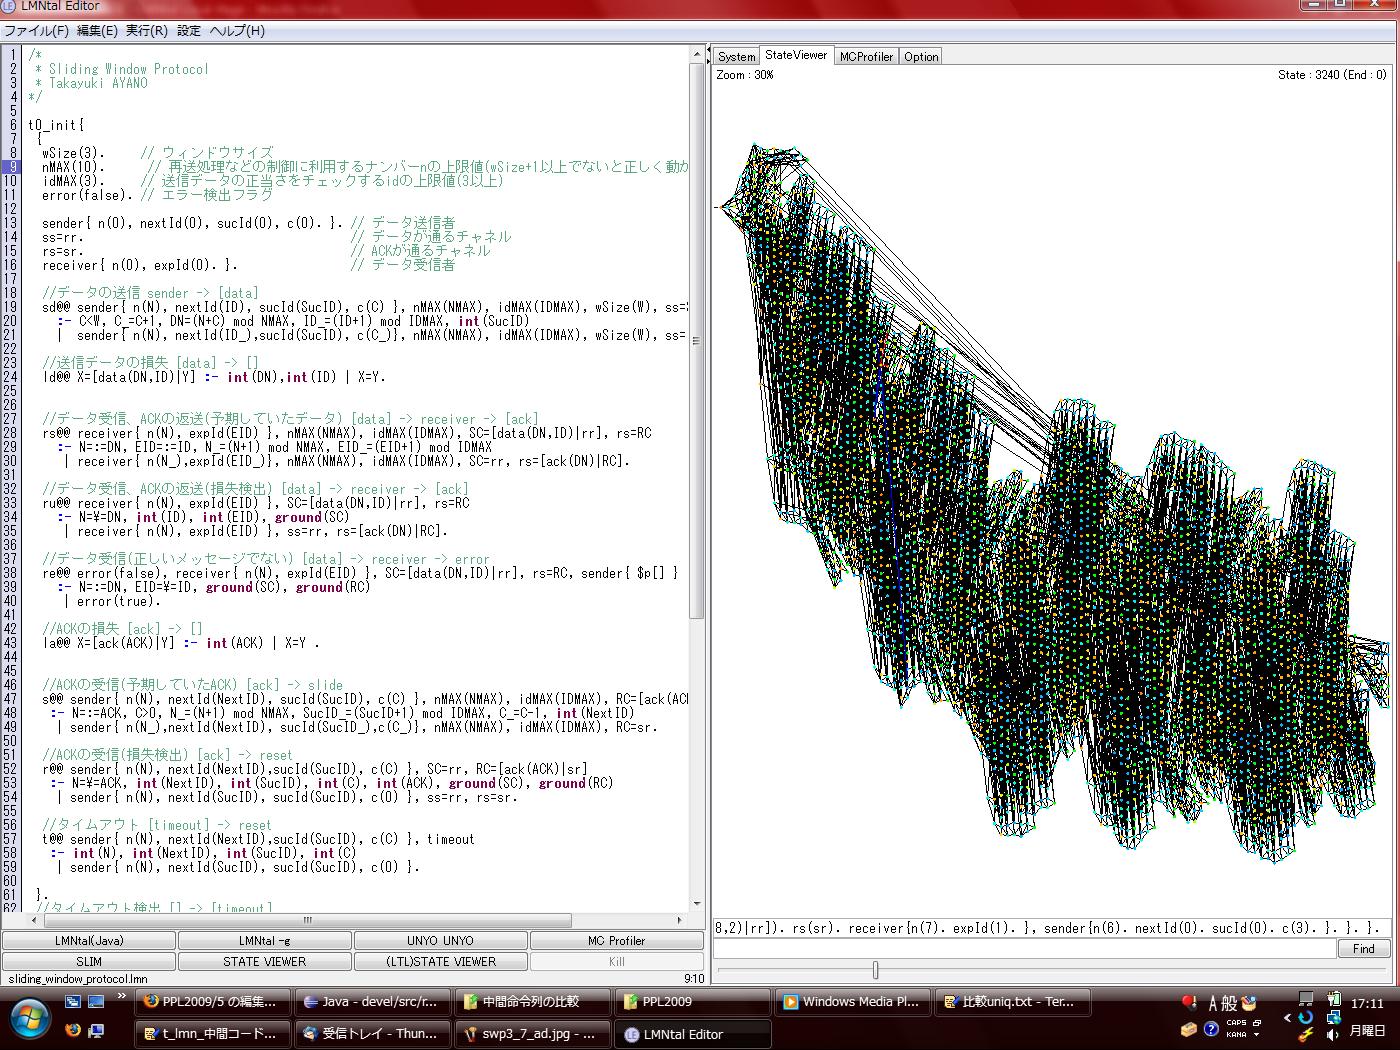 LMNtal Editor
ファイル(F) 編集(E) 実行(R) 設定 ヘルプ(H)
1 /*
2 * Sliding Window Protocol
3 * Takayuki AYANO
4 */
5
6 t0_init{
7 {
8 wSize(3). // ウィンドウサイズ
9 nMAX(10). // 再送処理などの制御に利用するナンバーnの上限値(wSize+1以上でないと正しく動か
10 idMAX(3). // 送信データの正当さをチェックするidの上限値(3以上)
11 error(false). // エラー検出フラグ
12
13 sender{ n(0), nextId(0), sucId(0), c(0). }. // データ送信者
14 ss=rr. // データが通るチャネル
15 rs=sr. // ACKが通るチャネル
16 receiver{ n(0), expId(0). }. // データ受信者
17
18 //データの送信 sender -> [data]
19 sd@@ sender{ n(N), nextId(ID), sucId(SucID), c(C) }, nMAX(NMAX), idMAX(IDMAX), wSize(W), ss=
20 :- C<W, C_=C+1, DN=(N+C) mod NMAX, ID_=(ID+1) mod IDMAX, int(SucID)
21 | sender{ n(N), nextId(ID_),sucId(SucID), c(C_)}, nMAX(NMAX), idMAX(IDMAX), wSize(W), ss=
22
23 //送信データの損失 [data] -> []
24 ld@@ X=[data(DN,ID)|Y] :- int(DN),int(ID) | X=Y.
25
26
27 //データ受信、ACKの返送(予期していたデータ) [data] -> receiver -> [ack]
28 rs@@ receiver{ n(N), expId(EID) }, nMAX(NMAX), idMAX(IDMAX), SC=[data(DN,ID)|rr], rs=RC
29 :- N=:=DN, EID=:=ID, N_=(N+1) mod NMAX, EID_=(EID+1) mod IDMAX
30 | receiver{ n(N_),expId(EID_)}, nMAX(NMAX), idMAX(IDMAX), SC=rr, rs=[ack(DN)|RC].
31
32 //データ受信、ACKの返送(損失検出) [data] -> receiver -> [ack]
33 ru@@ receiver{ n(N), expId(EID) }, SC=[data(DN,ID)|rr], rs=RC
34 :- N=¥=DN, int(ID), int(EID), ground(SC)
35 | receiver{ n(N), expId(EID) }, ss=rr, rs=[ack(DN)|RC].
36
37 //データ受信(正しいメッセージでない) [data] -> receiver -> error
38 re@@ error(false), receiver{ n(N), expId(EID) }, SC=[data(DN,ID)|rr], rs=RC, sender{ $p[] }
39 :- N=:=DN, EID=¥=ID, ground(SC), ground(RC)
40 | error(true).
41
42 //ACKの損失 [ack] -> []
43 la@@ X=[ack(ACK)|Y] :- int(ACK) | X=Y .
44
45
46 //ACKの受信(予期していたACK) [ack] -> slide
47 s@@ sender{ n(N), nextId(NextID), sucId(SucID), c(C) }, nMAX(NMAX), idMAX(IDMAX), RC=[ack(ACK
48 :- N=:=ACK, C>0, N_=(N+1) mod NMAX, SucID_=(SucID+1) mod IDMAX, C_=C-1, int(NextID)
49 | sender{ n(N_),nextId(NextID), sucId(SucID_),c(C_)}, nMAX(NMAX), idMAX(IDMAX), RC=sr.
50
51 //ACKの受信(損失検出) [ack] -> reset
52 r@@ sender{ n(N), nextId(NextID),sucId(SucID), c(C) }, SC=rr, RC=[ack(ACK)|sr]
53 :- N=¥=ACK, int(NextID), int(SucID), int(C), int(ACK), ground(SC), ground(RC)
54 | sender{ n(N), nextId(SucID), sucId(SucID), c(0) }, ss=rr, rs=sr.
55
56 //タイムアウト [timeout] -> reset
57 t@@ sender{ n(N), nextId(NextID),sucId(SucID), c(C) }, timeout
58 :- int(N), int(NextID), int(SucID), int(C)
59 | sender{ n(N), nextId(SucID), sucId(SucID), c(0) }.
60
61 }.
62 //タイムアウト検出 [] -> [timeout]
LMNtal(Java) LMNtal -g UNYO UNYO MC Profiler
SLIM STATE VIEWER (LTL)STATE VIEWER Kill
sliding_window_protocol.lmn 9:10
System StateViewer MCProfiler Option
Zoom : 30% State : 3240 (End : 0)
8,2)|rr]). rs(sr). receiver{n(7). expId(1). }, sender{n(6). nextId(0). sucId(0). c(3). }. }. }.
Find
PPL2009/5 の編集... Java - devel/src/r... 中間命令列の比較 PPL2009 Windows Media Pl... 比較uniq.txt - Ter...
t_lmn_中間コード... 受信トレイ - Thun... swp3_7_ad.jpg - ... LMNtal Editor
A 般
CAPS
KANA
17:11
月曜日